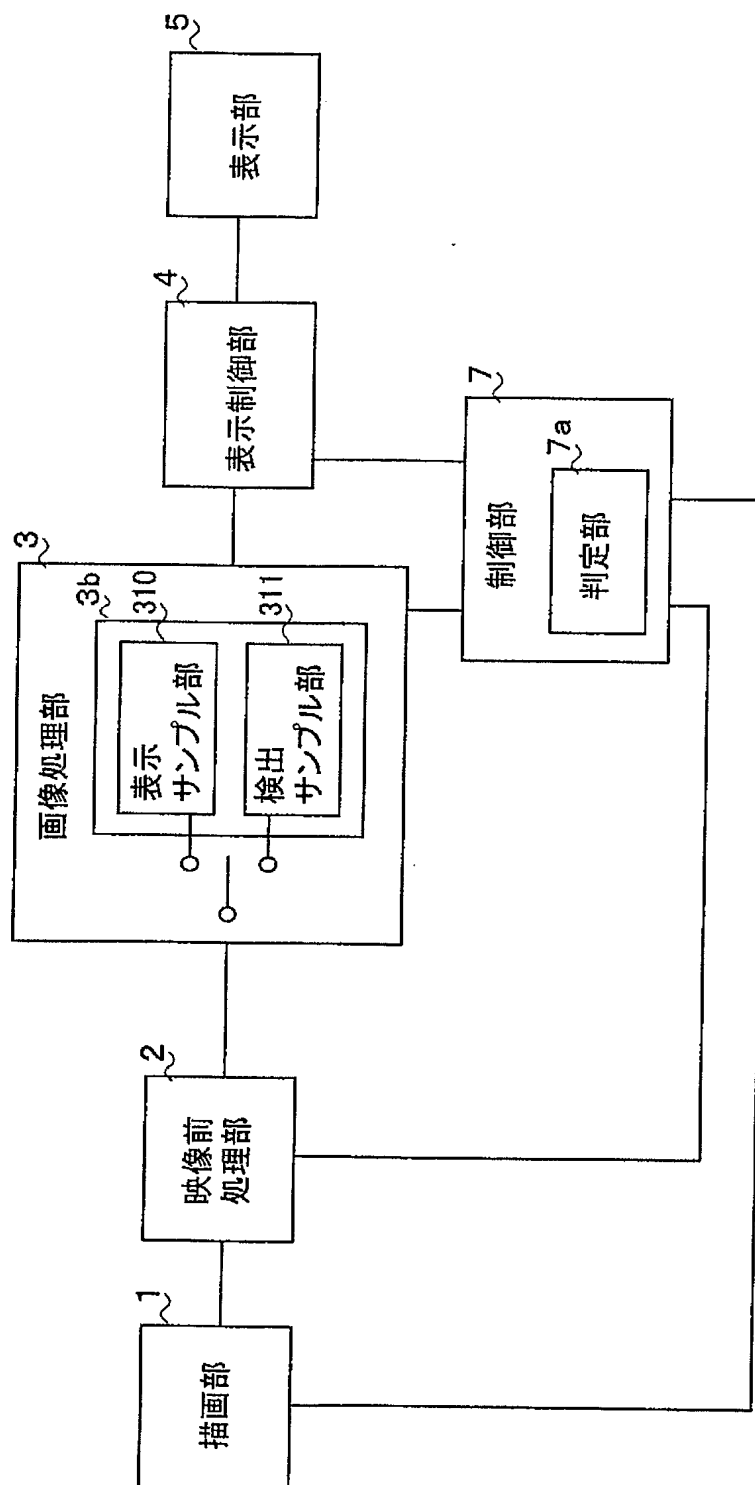 1
描画部
2
映像前
処理部
3
画像処理部
3b
310
表示
サンプル部
311
検出
サンプル部
4
表示制御部
5
表示部
7
制御部
7a
判定部